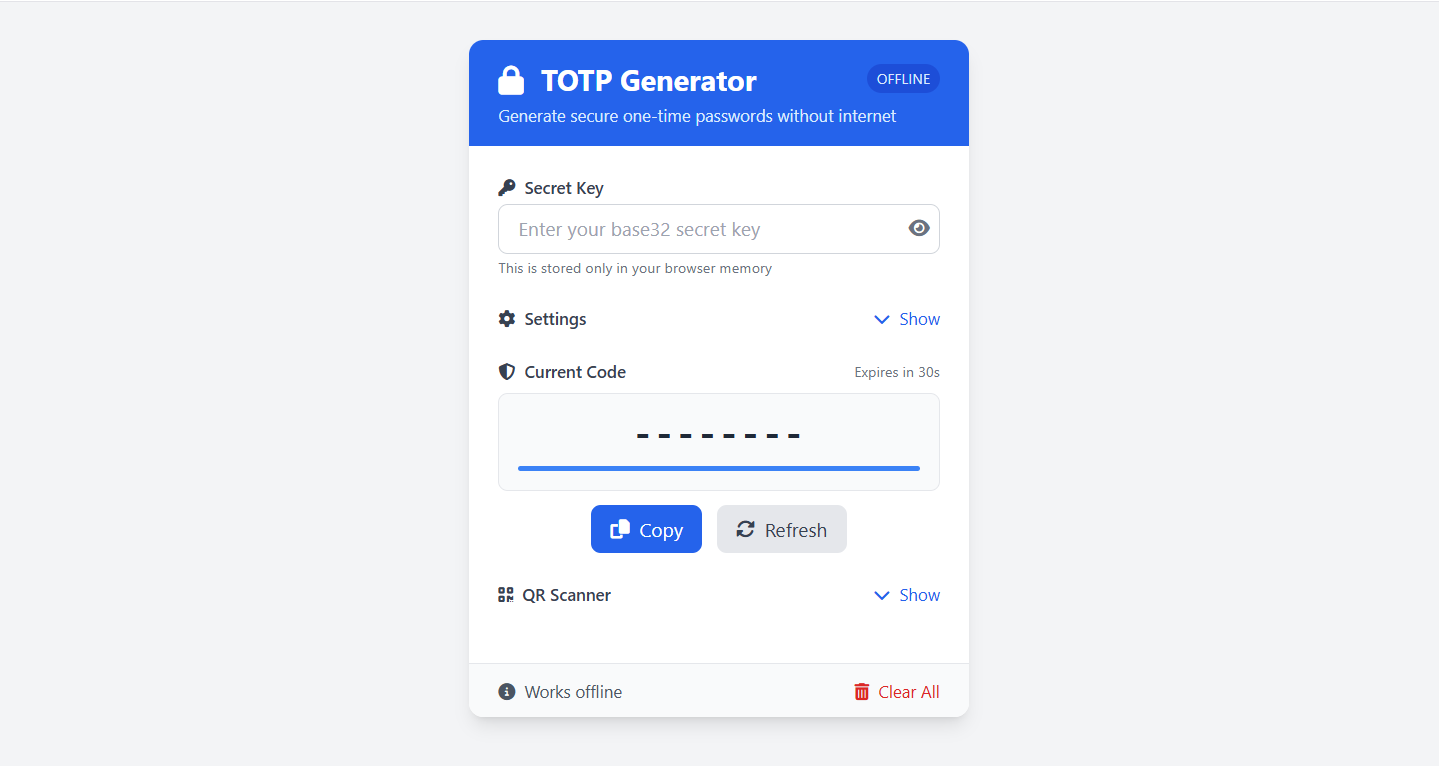 TOTP Generator
OFFLINE
Generate secure one-time passwords without internet
Secret Key
Enter your base32 secret key
This is stored only in your browser memory
Settings
Show
Current Code
Expires in 30s
--------
Copy
Refresh
QR Scanner
Show
Works offline
Clear All